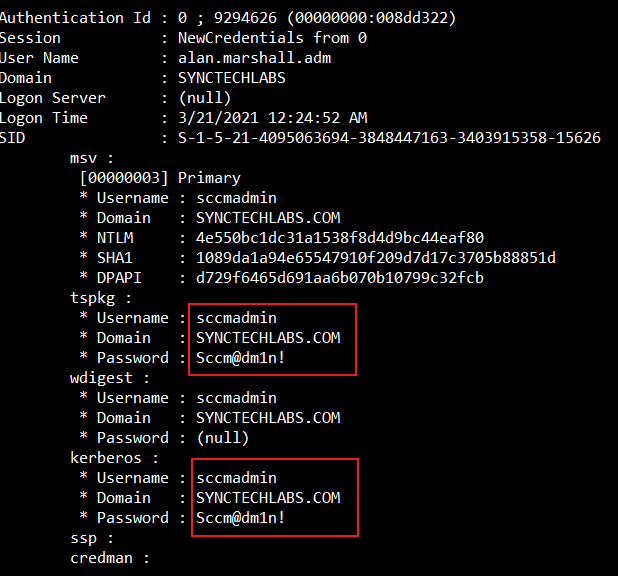 Authentication Id : 0 ; 9294626 (00000000:008dd322)
Session : NewCredentials from 0
User Name : alan.marshall.adm
Domain : SYNCTECHLABS
Logon Server : (null)
Logon Time : 3/21/2021 12:24:52 AM
SID : S-1-5-21-4095063694-3848447163-3403915358-15626
msv :
[00000003] Primary
* Username : sccmadmin
* Domain : SYNCTECHLABS.COM
* NTLM : 4e550bc1dc31a1538f8d4d9bc44eaf80
* SHA1 : 1089da1a94e65547910f209d7d17c3705b88851d
* DPAPI : d729f6465d691aa6b070b10799c32fcb
tspkg :
* Username : sccmadmin
* Domain : SYNCTECHLABS.COM
* Password : Sccm@dm1n!
wdigest :
* Username : sccmadmin
* Domain : SYNCTECHLABS.COM
* Password : (null)
kerberos :
* Username : sccmadmin
* Domain : SYNCTECHLABS.COM
* Password : Sccm@dm1n!
ssp :
credman :